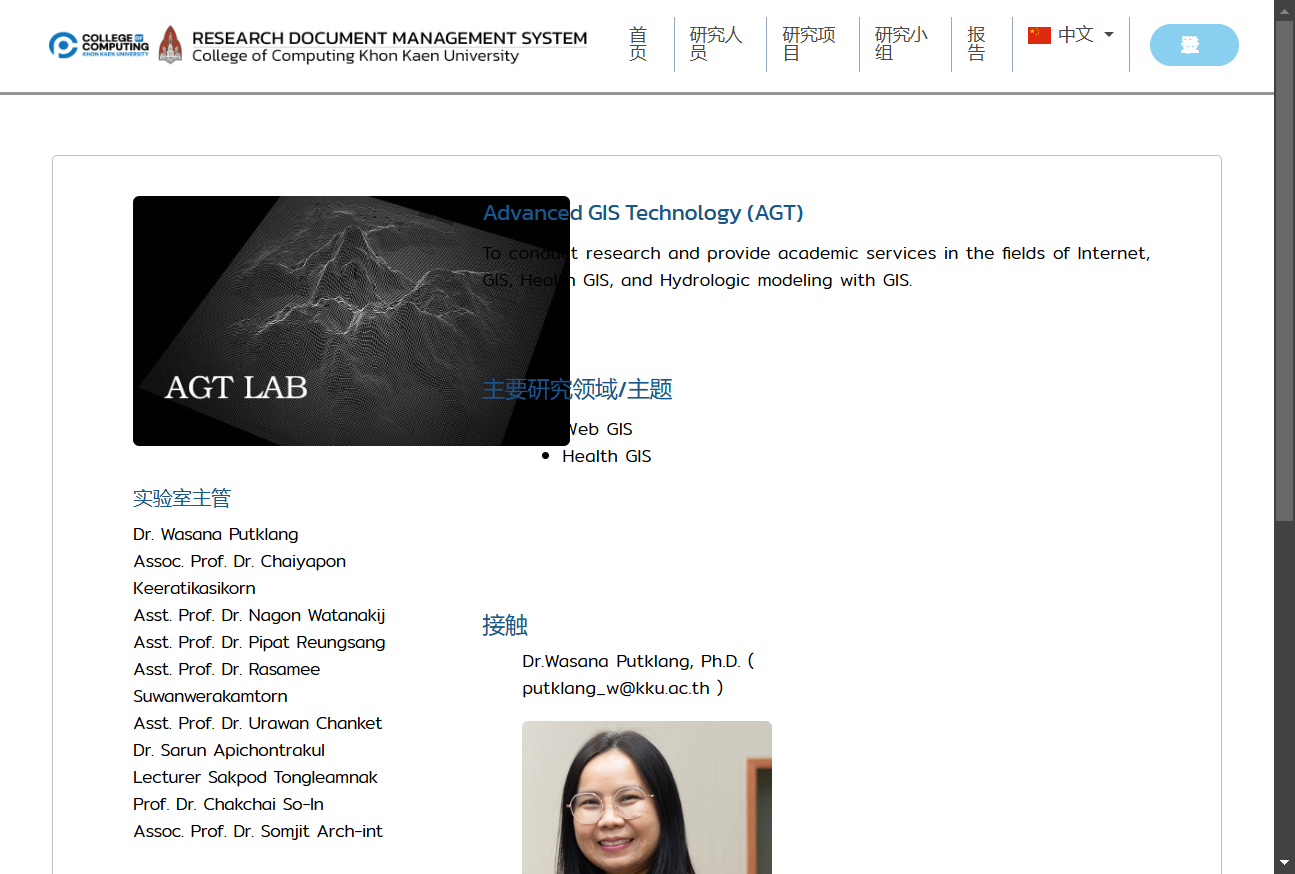 COLLEGE OF
COMPUTING
KHON KAEN UNIVERSITY
RESEARCH DOCUMENT MANAGEMENT SYSTEM
College of Computing Khon Kaen University
首
页
研究人
员
研究项
目
研究小
组
报
告
中文
Advanced GIS Technology (AGT)
To conduct research and provide academic services in the fields of Internet,
GIS, Health GIS, and Hydrologic modeling with GIS.
AGT LAB
主要研究领域/主题
Web GIS
Health GIS
实验室主管
Dr. Wasana Putklang
Assoc. Prof. Dr. Chaiyapon
Keeratikasikorn
Asst. Prof. Dr. Nagon Watanakij
Asst. Prof. Dr. Pipat Reungsang
Asst. Prof. Dr. Rasamee
Suwanwerakamtorn
Asst. Prof. Dr. Urawan Chanket
Dr. Sarun Apichontrakul
Lecturer Sakpod Tongleamnak
Prof. Dr. Chakchai So-In
Assoc. Prof. Dr. Somjit Arch-int
接触
Dr.Wasana Putklang, Ph.D. (
putklang_w@kku.ac.th )